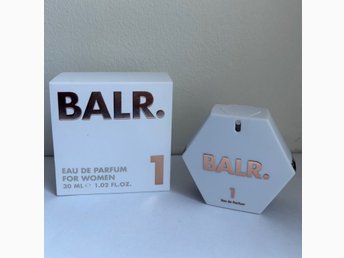 BALR.
EAU DE PARFUM
FOR WOMEN
30 ML ℮ 1.02 FL.OZ.
1
BALR.
1
Eau de Parfum